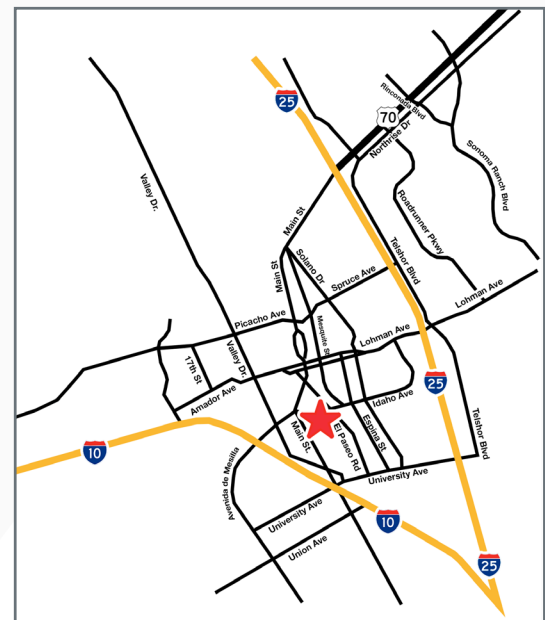 25
Rinconada Blvd
70
Northrise Dr
Sonoma Ranch Blvd
Valley Dr.
Roadrunner Pkwy
Main St
Solano Dr
Telshor Blvd
Main St
Spruce Ave
Lohman Ave
Picacho Ave
Mesquite St
Lohman Ave
Valley Dr.
17th St
25
Idaho Ave
Amador Ave
Main St.
El Paseo Rd
Espina St
Telshor Blvd
10
Avenida de Mesilla
University Ave
University Ave
10
Union Ave
25